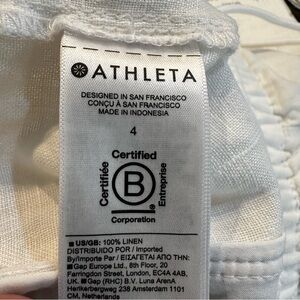 ATHLETA
DESIGNED IN SAN FRANCISCO
CONÇU À SAN FRANCISCO
MADE IN INDONESIA
4
Certified
Certifiée
B
Entreprise
Corporation
US/GB: 100% LINEN
DISTRIBUIDO POR / Imported
By/Importe Par / ΕΙΣΑΓΕΤΑΙ ΑΠΟ ΤΗΝ:
Gap Europe Ltd., 8th Floor, 20
Farringdon Street, London, EC4A 4AB,
UK, Gap (RHC) B.V. Luna ArenA
Herikerbergweg 238 Amsterdam 1101
CM, Netherlands